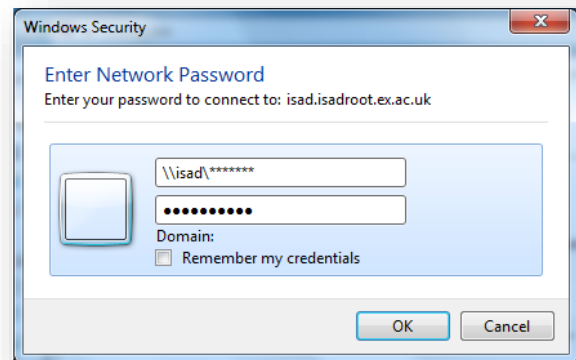 Windows Security
Enter Network Password
Enter your password to connect to: isad.isadroot.ex.ac.uk
\\isad\*******
●●●●●●●●●●
Domain:
Remember my credentials
OK Cancel